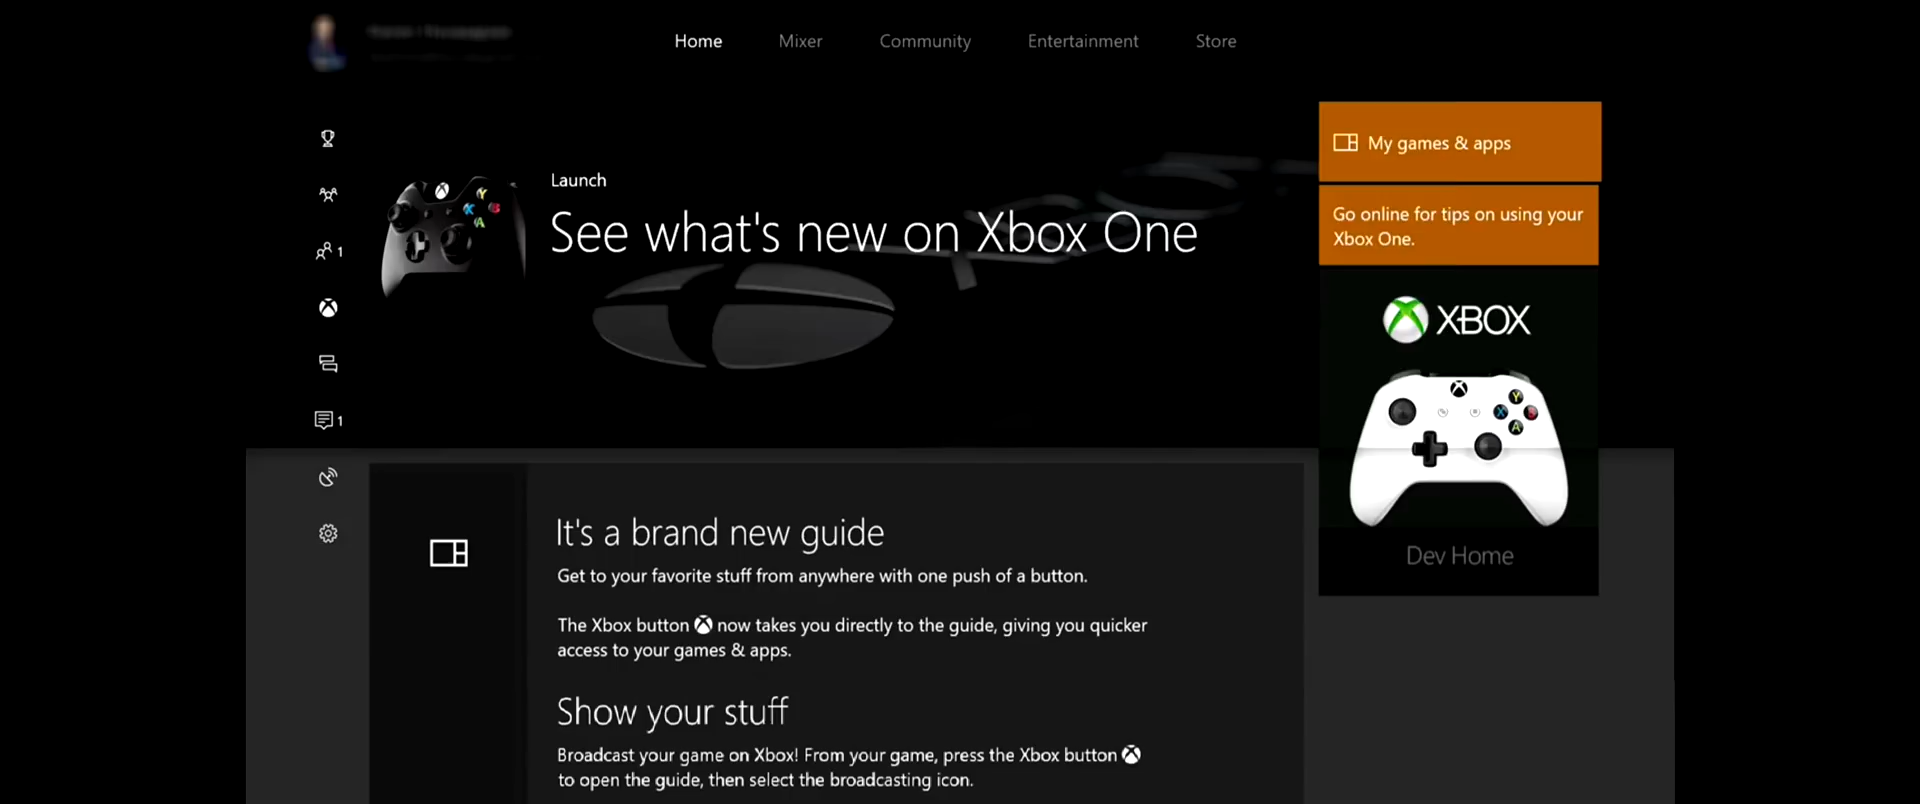 Home Mixer Community Entertainment Store
1
1
Launch
See what's new on Xbox One
My games & apps
Go online for tips on using your
Xbox One.
XBOX
Y
X
B
A
Dev Home
It's a brand new guide
Get to your favorite stuff from anywhere with one push of a button.
The Xbox button now takes you directly to the guide, giving you quicker
access to your games & apps.
Show your stuff
Broadcast your game on Xbox! From your game, press the Xbox button
to open the guide, then select the broadcasting icon.